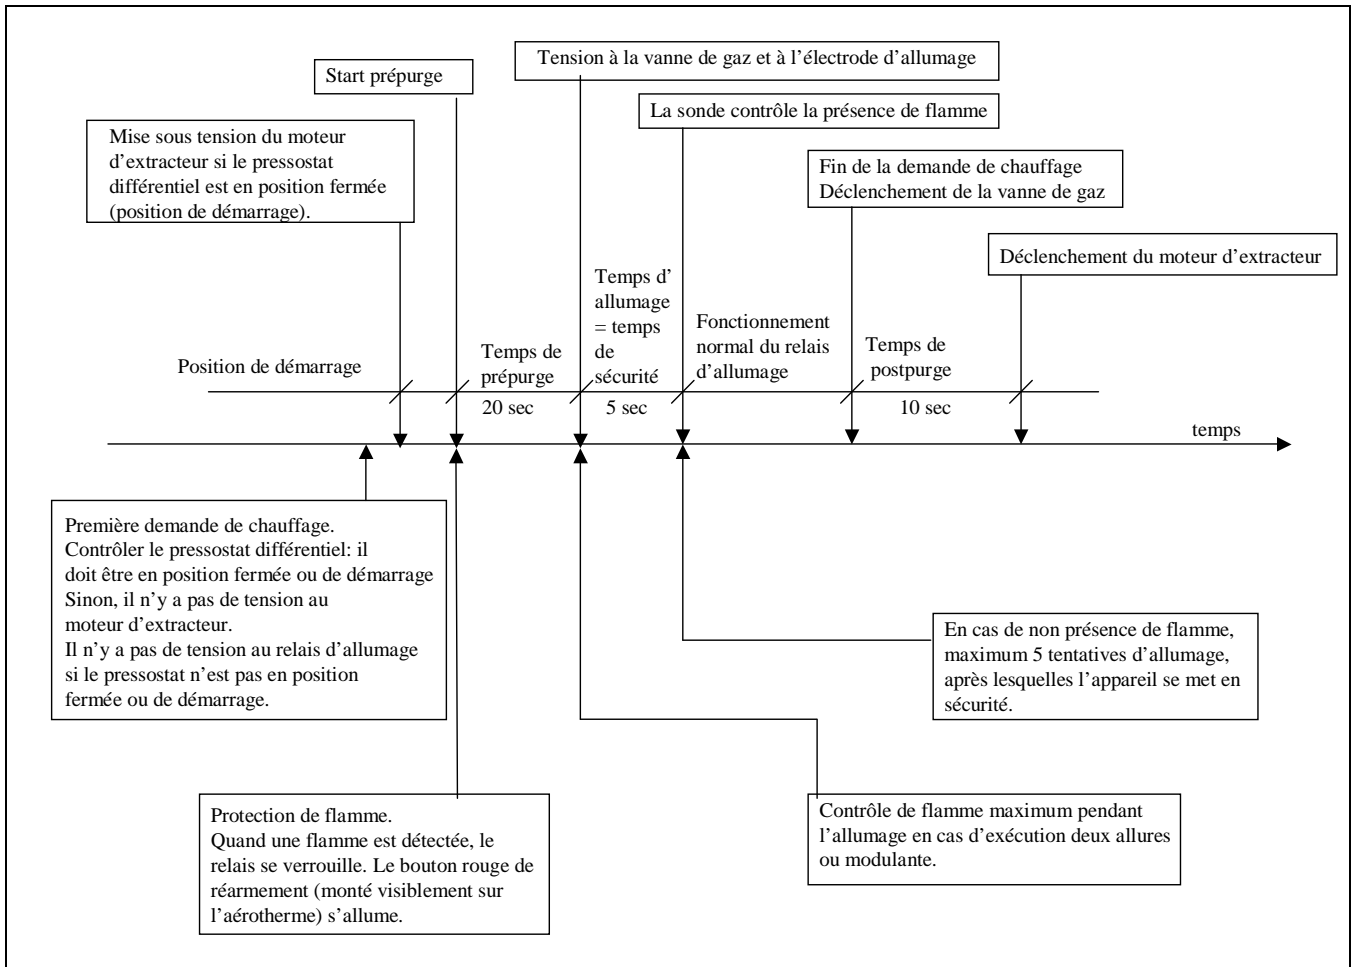 Tension à la vanne de gaz et à l’électrode d’allumage
Start prépurge
La sonde contrôle la présence de flamme
Mise sous tension du moteur
d’extracteur si le pressostat
différentiel est en position fermée
(position de démarrage).
Fin de la demande de chauffage
Déclenchement de la vanne de gaz
Déclenchement du moteur d’extracteur
Position de démarrage
Temps de
prépurge
20 sec
Temps d’
allumage
= temps
de
sécurité
5 sec
Fonctionnement
normal du relais
d’allumage
Temps de
postpurge
10 sec
temps
Première demande de chauffage.
Contrôler le pressostat différentiel: il
doit être en position fermée ou de démarrage
Sinon, il n’y a pas de tension au
moteur d’extracteur.
Il n’y a pas de tension au relais d’allumage
si le pressostat n’est pas en position
fermée ou de démarrage.
En cas de non présence de flamme,
maximum 5 tentatives d’allumage,
après lesquelles l’appareil se met en
sécurité.
Protection de flamme.
Quand une flamme est détectée, le
relais se verrouille. Le bouton rouge de
réarmement (monté visiblement sur
l’aérotherme) s’allume.
Contrôle de flamme maximum pendant
l’allumage en cas d’exécution deux allures
ou modulante.